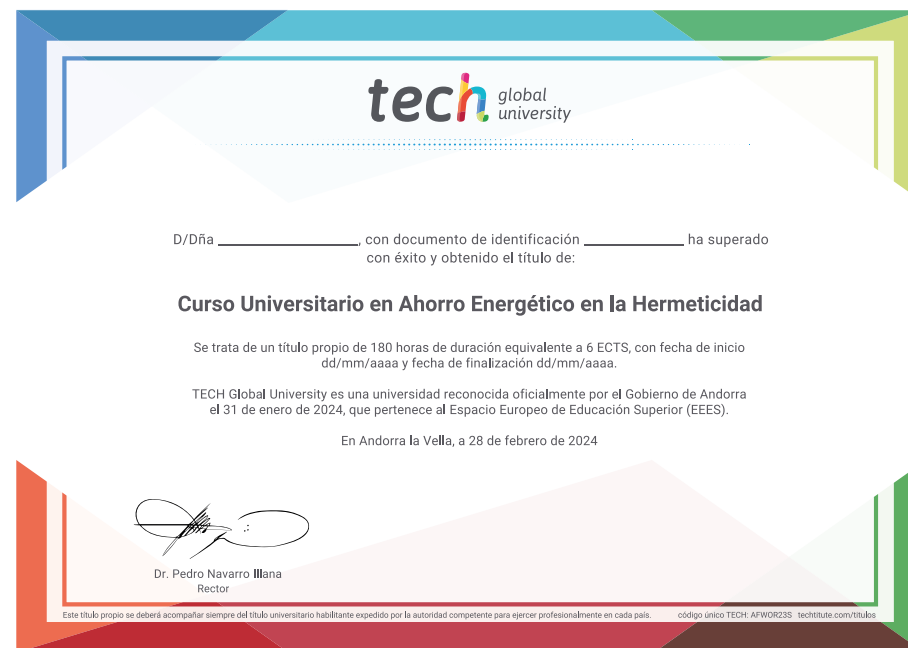 tech global university
D/Dña ____________________, con documento de identificación ______________ ha superado
con éxito y obtenido el título de:
Curso Universitario en Ahorro Energético en la Hermeticidad
Se trata de un título propio de 180 horas de duración equivalente a 6 ECTS, con fecha de inicio
dd/mm/aaaa y fecha de finalización dd/mm/aaaa.
TECH Global University es una universidad reconocida oficialmente por el Gobierno de Andorra
el 31 de enero de 2024, que pertenece al Espacio Europeo de Educación Superior (EEES).
En Andorra la Vella, a 28 de febrero de 2024
Dr. Pedro Navarro Illana
Rector
Este título propio se deberá acompañar siempre del título universitario habilitante expedido por la autoridad competente para ejercer profesionalmente en cada país. código único TECH: AFWOR23S techtitute.com/titulos